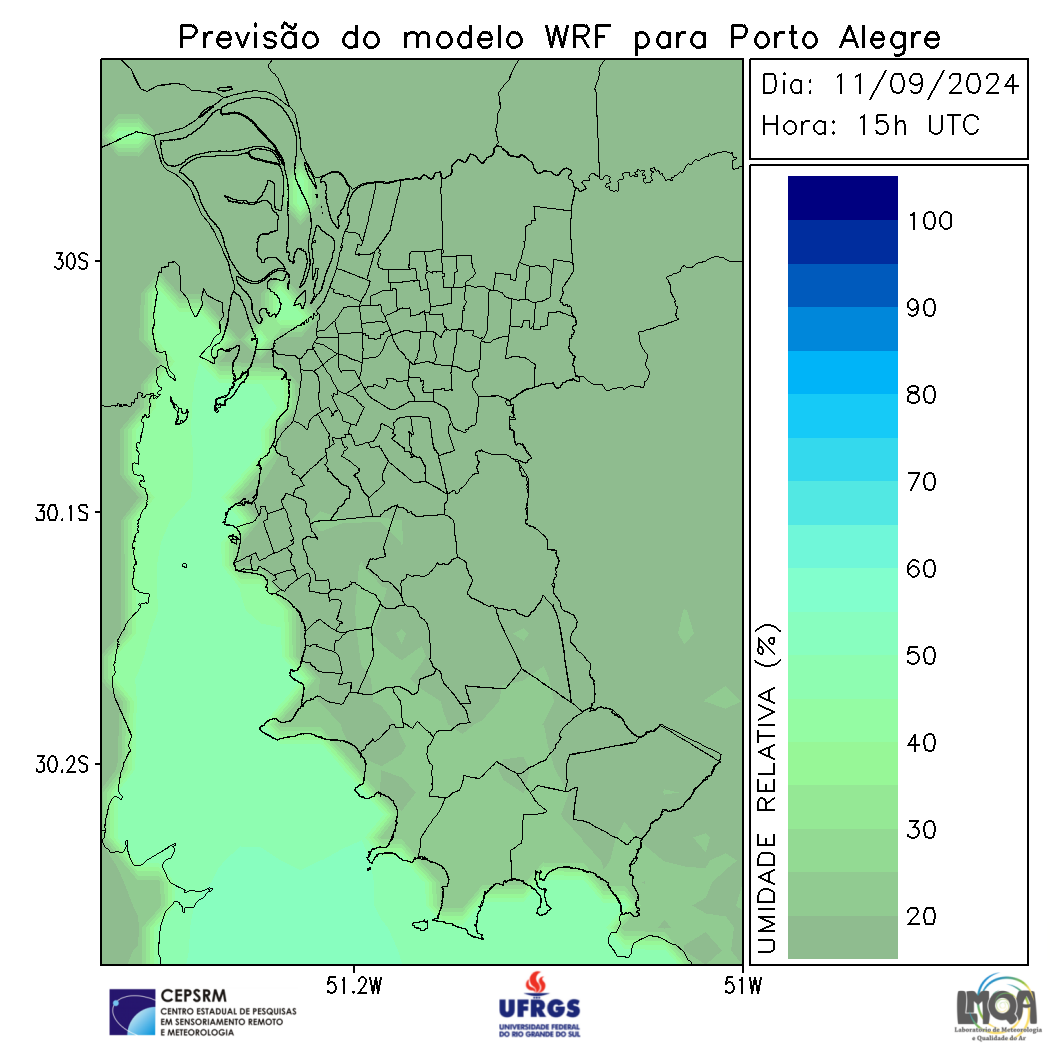 Previsão do modelo WRF para Porto Alegre
Dia: 11/09/2024
Hora: 15h UTC
30S
30.1S
30.2S
51.2W
51W
UMIDADE RELATIVA (%)
100
90
80
70
60
50
40
30
20
CEPSRM
CENTRO ESTADUAL DE PESQUISAS
EM SENSORIAMENTO REMOTO
E METEOROLOGIA
UFRGS
UNIVERSIDADE FEDERAL
DO RIO GRANDE DO SUL
LMQA
Laboratório de Meteorologia
e Qualidade do Ar